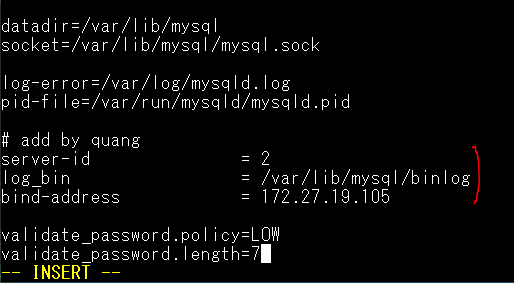 datadir=/var/lib/mysql
socket=/var/lib/mysql/mysql.sock
log-error=/var/log/mysqld.log
pid-file=/var/run/mysqld/mysqld.pid
# add by quang
server-id = 2
log_bin = /var/lib/mysql/binlog
bind-address = 172.27.19.105
validate_password.policy=LOW
validate_password.length=7
-- INSERT --